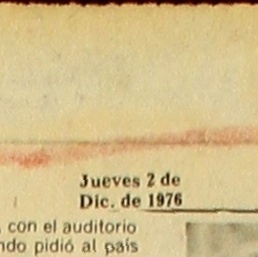 Jueves 2 de
Dic. de 1976
, con el auditorio
ndo pidió al país